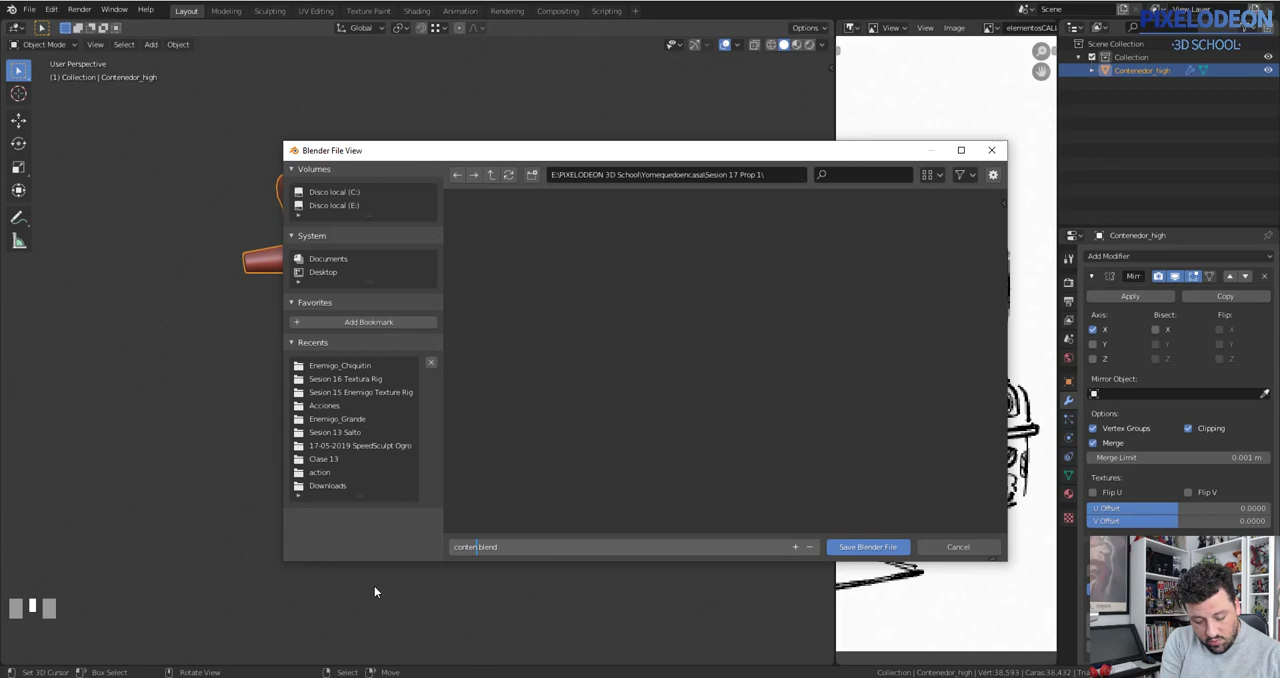 File Edit Render Window Help Layout Modeling Sculpting UV Editing Texture Paint Shading Animation Rendering Compositing Scripting + Scene View Layer
PIXELODEON
·3D SCHOOL·
Global Options View Image elementosCAL
Object Mode View Select Add Object
Scene Collection
Collection
Contenedor_high
User Perspective
(1) Collection | Contenedor_high
Blender File View
Volumes
E:\PIXELODEON 3D School\Yomequedoencasa\Sesion 17 Prop 1\
Disco local (C:)
Disco local (E:)
System
Documents
Desktop
Favorites
Add Bookmark
Recents
Enemigo_Chiquitin
Sesion 16 Textura Rig
Sesion 15 Enemigo Texture Rig
Acciones
Enemigo_Grande
Sesion 13 Salto
17-05-2019 SpeedSculpt Ogro
Clase 13
action
Downloads
conten.blend
Save Blender File
Cancel
Contenedor_high
Add Modifier
Mirr
Apply Copy
Axis: Bisect: Flip:
X X X
Y Y Y
Z Z Z
Mirror Object:
Options:
Vertex Groups Clipping
Merge
Merge Limit 0.001 m
Textures:
Flip U Flip V
U Offset 0.0000
V Offset 0.0000
Set 3D Cursor Box Select Rotate View Select Move Collection | Contenedor_high | Vért:38,593 | Caras:38,432 | Tria